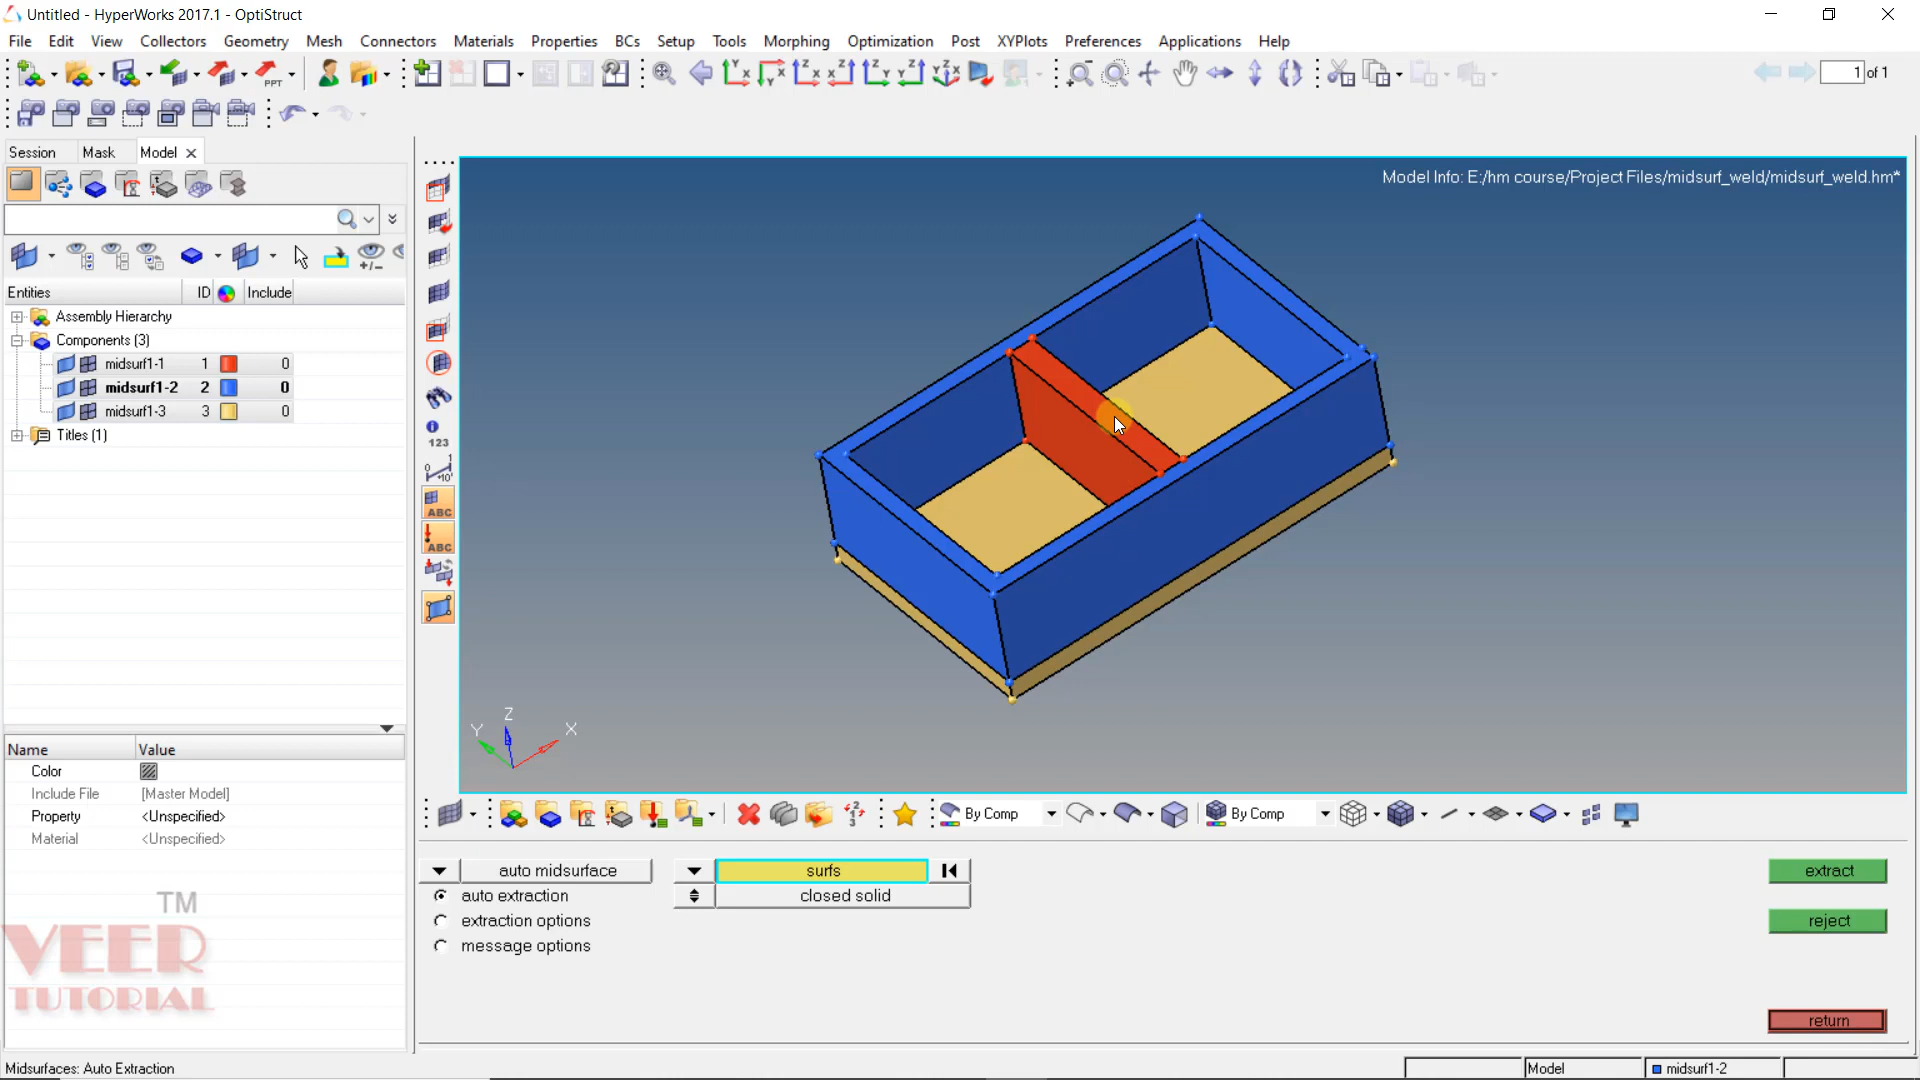 Untitled - HyperWorks 2017.1 - OptiStruct
File Edit View Collectors Geometry Mesh Connectors Materials Properties BCs Setup Tools Morphing Optimization Post XYPlots Preferences Applications Help
1 of 1
Session Mask Model
Model Info: E:/hm course/Project Files/midsurf_weld/midsurf_weld.hm*
Entities ID Include
Assembly Hierarchy
Components (3)
midsurf1-1 1 0
midsurf1-2 2 0
midsurf1-3 3 0
Titles (1)
123
ABC
ABC
Z
Y X
Name Value
Color
Include File [Master Model]
Property <Unspecified>
Material <Unspecified>
By Comp By Comp
auto midsurface surfs extract
auto extraction closed solid
extraction options reject
message options
return
TM
VEER
TUTORIAL
Midsurfaces: Auto Extraction Model midsurf1-2